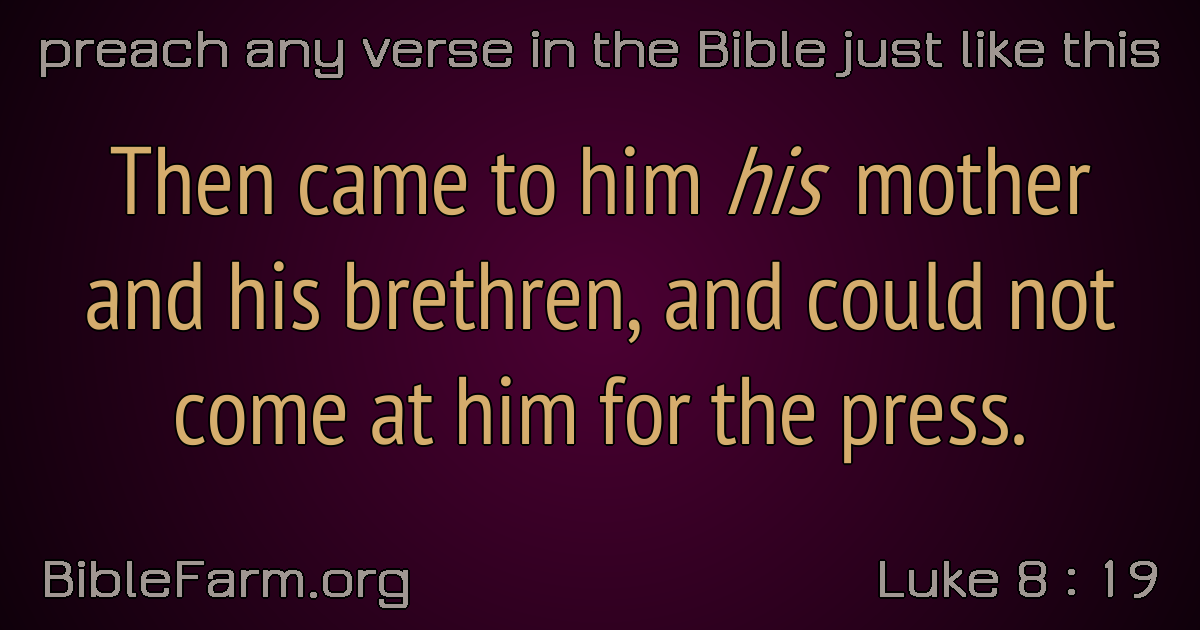 preach any verse in the Bible just like this
Then came to him his mother
and his brethren, and could not
come at him for the press.
BibleFarm.org
Luke 8 : 19